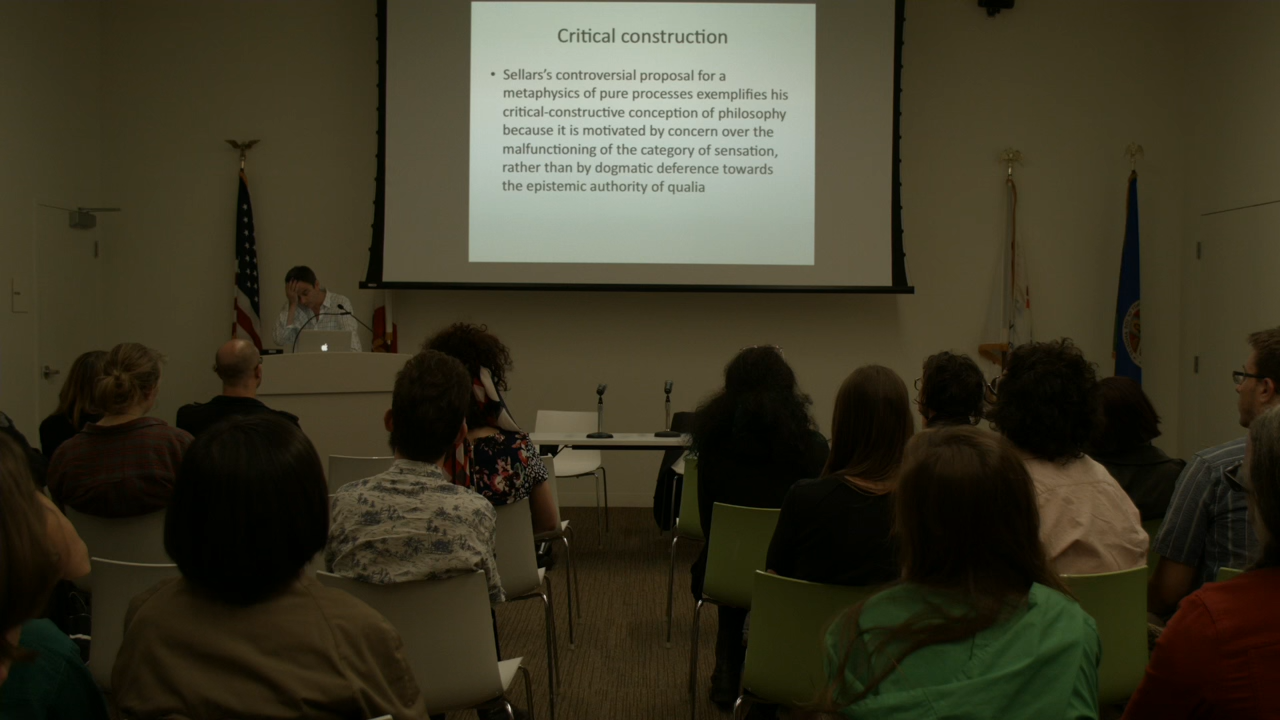 Critical construction
• Sellars's controversial proposal for a
metaphysics of pure processes exemplifies his
critical-constructive conception of philosophy
because it is motivated by concern over the
malfunctioning of the category of sensation,
rather than by dogmatic deference towards
the epistemic authority of qualia